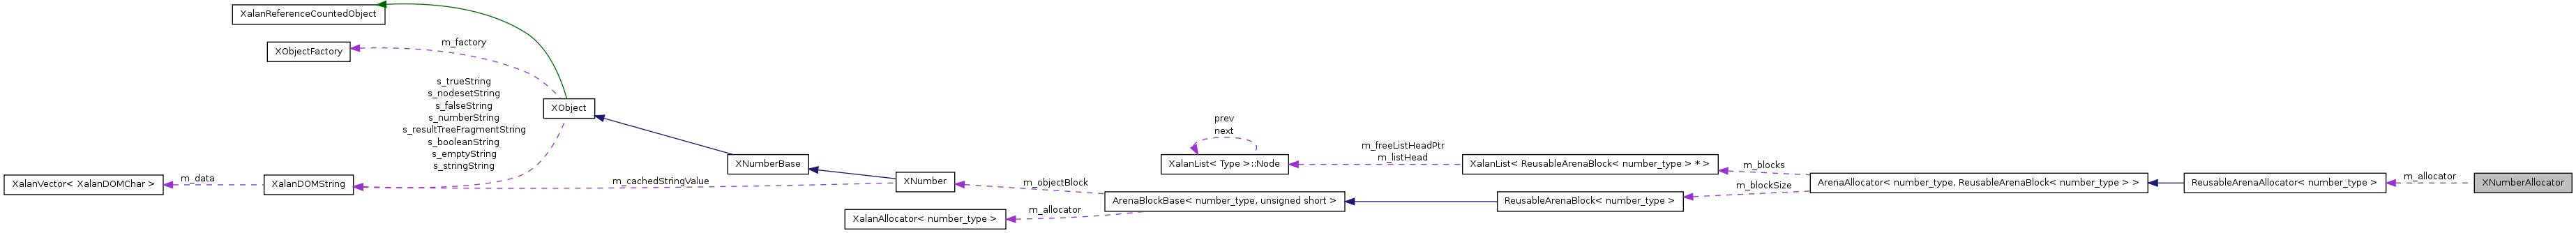 XalanReferenceCountedObject
XObjectFactory
m_factory
s_trueString
s_nodesetString
s_falseString
s_numberString
s_resultTreeFragmentString
s_booleanString
s_emptyString
s_stringString
XObject
XalanVector< XalanDOMChar >
m_data
XalanDOMString
m_cachedStringValue
XNumberBase
XNumber
XalanAllocator< number_type >
m_objectBlock
m_allocator
prev
next
XalanList< Type >::Node
ArenaBlockBase< number_type, unsigned short >
m_freeListHeadPtr
m_listHead
XalanList< ReusableArenaBlock< number_type > * >
ReusableArenaBlock< number_type >
m_blocks
m_blockSize
ArenaAllocator< number_type, ReusableArenaBlock< number_type > >
ReusableArenaAllocator< number_type >
m_allocator
XNumberAllocator